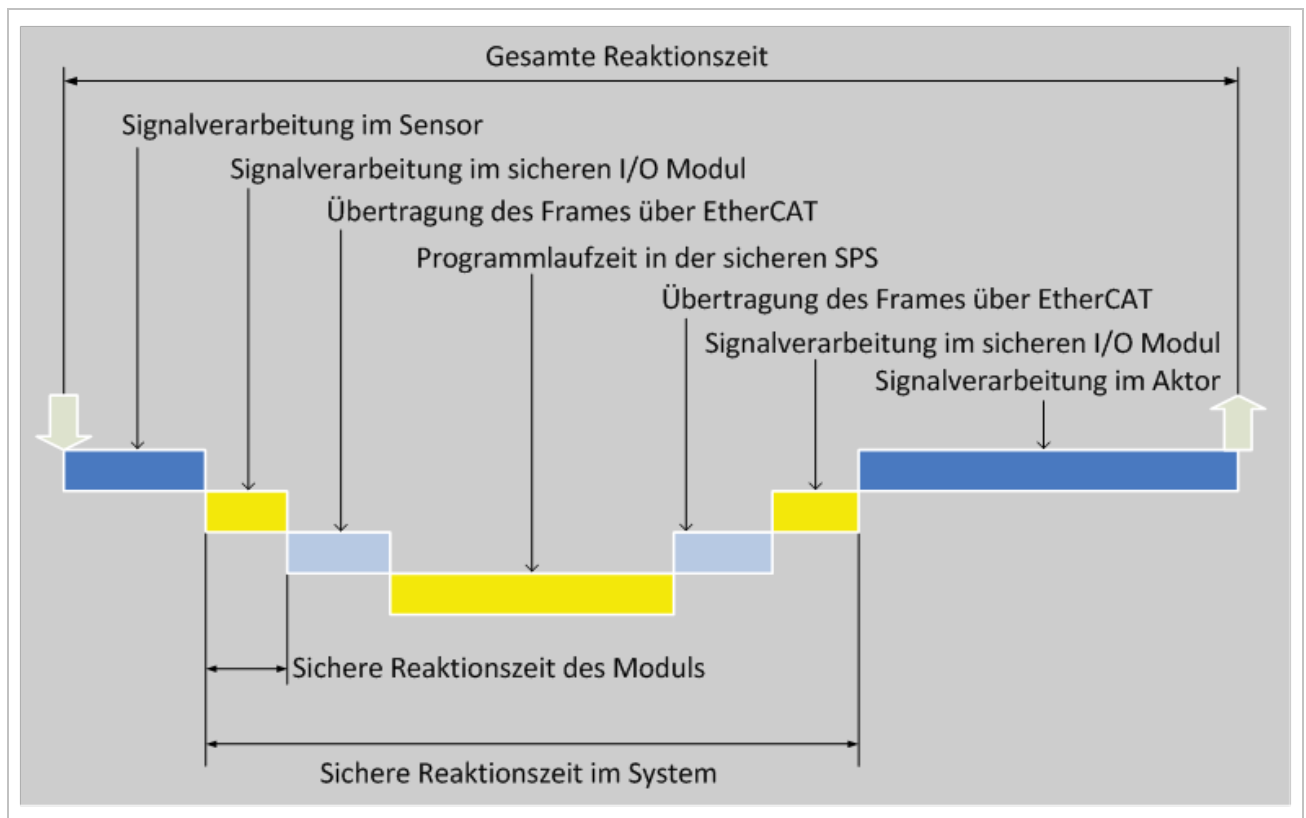 Gesamte Reaktionszeit
Signalverarbeitung im Sensor
Signalverarbeitung im sicheren I/O Modul
Übertragung des Frames über EtherCAT
Programmlaufzeit in der sicheren SPS
Übertragung des Frames über EtherCAT
Signalverarbeitung im sicheren I/O Modul
Signalverarbeitung im Aktor
Sichere Reaktionszeit des Moduls
Sichere Reaktionszeit im System